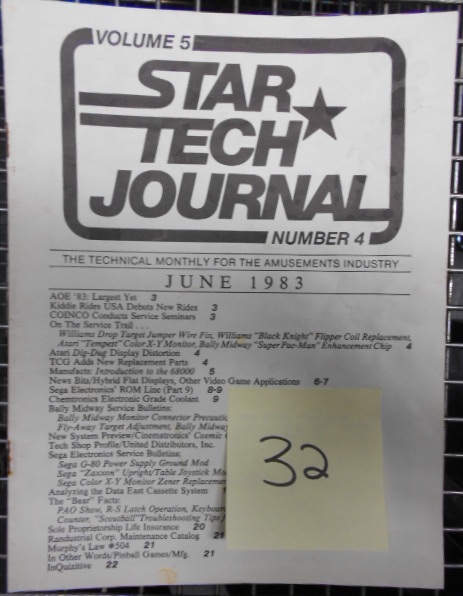 VOLUME 5
STAR
TECH
JOURNAL
NUMBER 4
THE TECHNICAL MONTHLY FOR THE AMUSEMENTS INDUSTRY
JUNE 1983
AOE '83: Largest Yet 3
Kiddie Rides USA Debuts New Rides 3
COINCO Conducts Service Seminars 3
On The Service Trail . . .
Williams Drop Target Jumper Wire Fix, Williams "Black Knight" Flipper Coil Replacement,
Atari "Tempest" Color X-Y Monitor, Bally Midway "Super Pac-Man" Enhancement Chip 4
Atari Dig-Dug Display Distortion 4
TCG Adds New Replacement Parts 4
Manufacts: Introduction to the 68000 5
News Bits/Hybrid Flat Displays, Other Video Game Applications 6-7
Sega Electronics' ROM Line (Part 9) 8-9
Chemtronics Electronic Grade Coolant 9
Bally Midway Service Bulletins:
Bally Midway Monitor Connector
Fly-Away Target Adjustment, Bally Midway
New System Preview/Cinematronics' Cosmic
Tech Shop Profile/United Distributors, Inc.
Sega Electronics Service Bulletins;
Sega G-80 Power Supply Ground Mod
Sega "Zaxxon" Upright/Table Joystick
Sega Color X-Y Monitor Zener
Analyzing the Data East Cassette System
The "Bear" Facts:
PAO Show, R-S Latch Operation,
Counter, "Scoutball" Troubleshooting Tips
Sole Proprietorship Life Insurance 20
Randustrial Corp. Maintenance Catalog 21
Murphy's Law #504 21
In Other Words/Pinball Games/Mfg. 21
InQuizitive 22
32